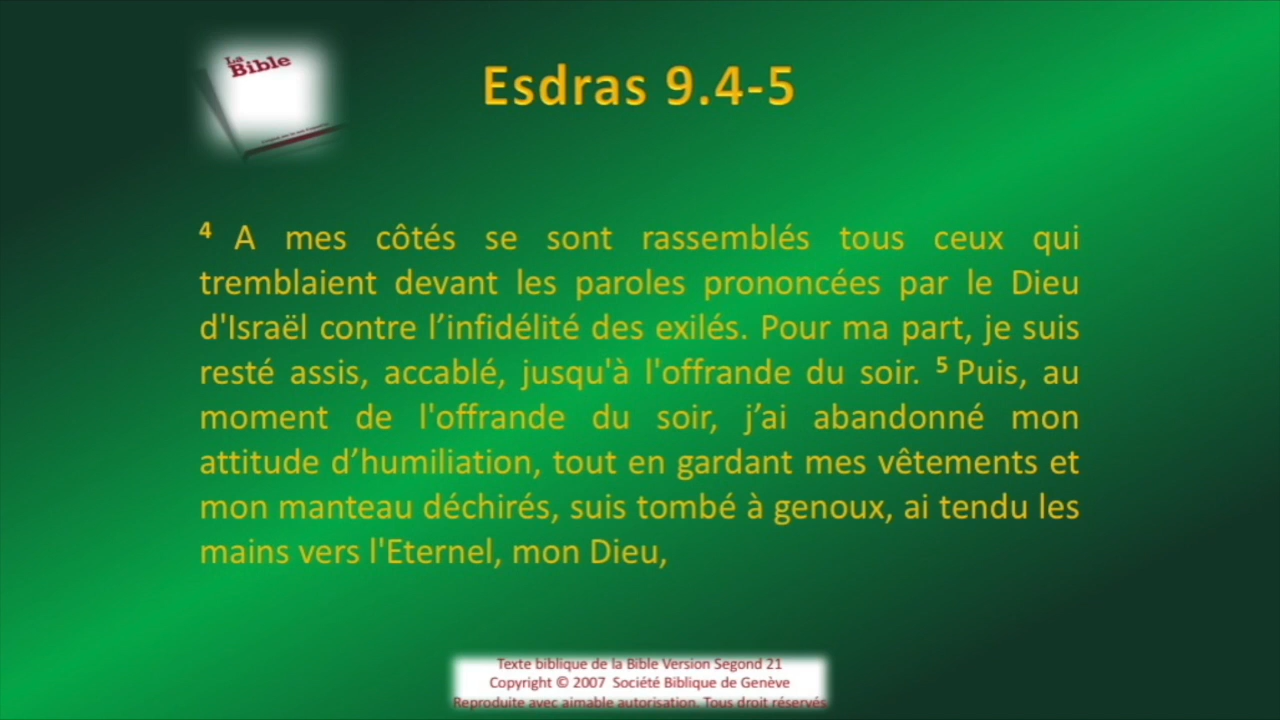 La
Bible
Esdras 9.4-5
4 A mes côtés se sont rassemblés tous ceux qui
tremblaient devant les paroles prononcées par le Dieu
d'Israël contre l’infidélité des exilés. Pour ma part, je suis
resté assis, accablé, jusqu'à l'offrande du soir. 5 Puis, au
moment de l'offrande du soir, j’ai abandonné mon
attitude d’humiliation, tout en gardant mes vêtements et
mon manteau déchirés, suis tombé à genoux, ai tendu les
mains vers l'Eternel, mon Dieu,
Texte biblique de la Bible Version Segond 21
Copyright © 2007 Société Biblique de Genève
Reproduite avec aimable autorisation. Tous droit réservés